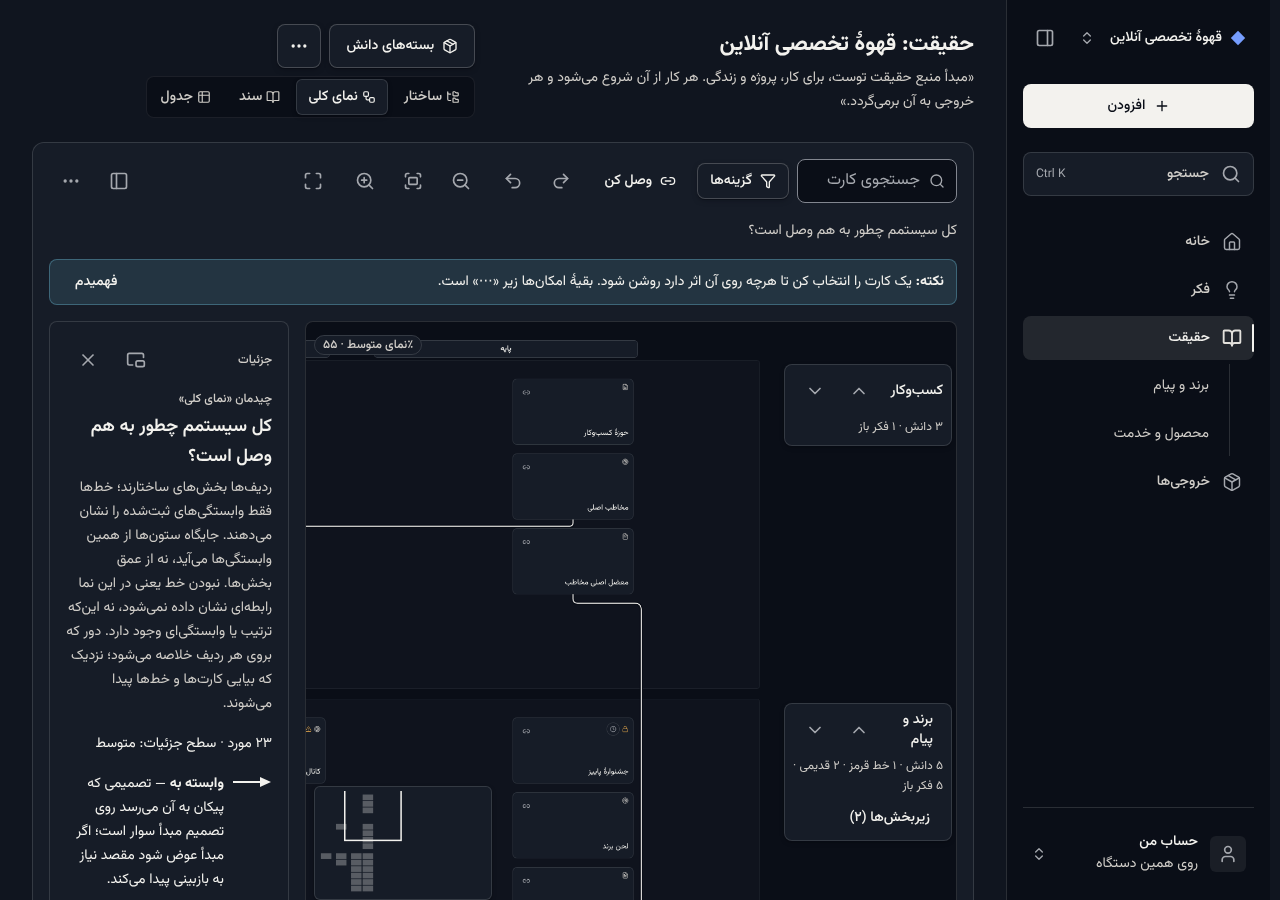 قهوهٔ تخصصی آنلاین
افزودن
جستجو
Ctrl K
خانه
فکر
حقیقت
برند و پیام
محصول و خدمت
خروجی‌ها
حساب من
روی همین دستگاه
حقیقت: قهوهٔ تخصصی آنلاین
«مبدأ منبع حقیقت توست، برای کار، پروژه و زندگی. هر کار از آن شروع می‌شود و هر
خروجی به آن برمی‌گردد.»
بسته‌های دانش
ساختار
نمای کلی
سند
جدول
جستجوی کارت
گزینه‌ها
وصل کن
کل سیستمم چطور به هم وصل است؟
نکته: یک کارت را انتخاب کن تا هرچه روی آن اثر دارد روشن شود. بقیهٔ امکان‌ها زیر «⋯» است.
فهمیدم
کسب‌وکار
۳ دانش · ۱ فکر باز
برند و
پیام
۵ دانش · ۱ خط قرمز · ۲ قدیمی ·
۵ فکر باز
زیربخش‌ها (۲)
پایه
نمای متوسط · ۵۵٪
حوزهٔ کسب‌وکار
مخاطب اصلی
معضل اصلی مخاطب
جشنوارهٔ پاییز
کانال
لحن برند
جزئیات
چیدمان «نمای کلی»
کل سیستمم چطور به هم
وصل است؟
ردیف‌ها بخش‌های ساختارند؛ خط‌ها
فقط وابستگی‌های ثبت‌شده را نشان
می‌دهند. جایگاه ستون‌ها از همین
وابستگی‌ها می‌آید، نه از عمق
بخش‌ها. نبودن خط یعنی در این نما
رابطه‌ای نشان داده نمی‌شود، نه این‌که
ترتیب یا وابستگی‌ای وجود دارد. دور که
بروی هر ردیف خلاصه می‌شود؛ نزدیک
که بیایی کارت‌ها و خط‌ها پیدا
می‌شوند.
۲۳ مورد · سطح جزئیات: متوسط
وابسته به — تصمیمی که
پیکان به آن می‌رسد روی
تصمیم مبدأ سوار است؛ اگر
مبدأ عوض شود مقصد نیاز
به بازبینی پیدا می‌کند.